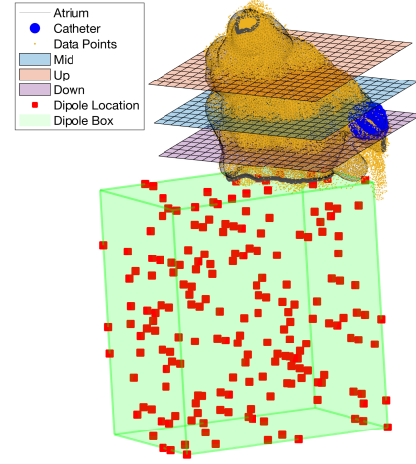 Atrium
Catheter
Data Points
Mid
Up
Down
Dipole Location
Dipole Box